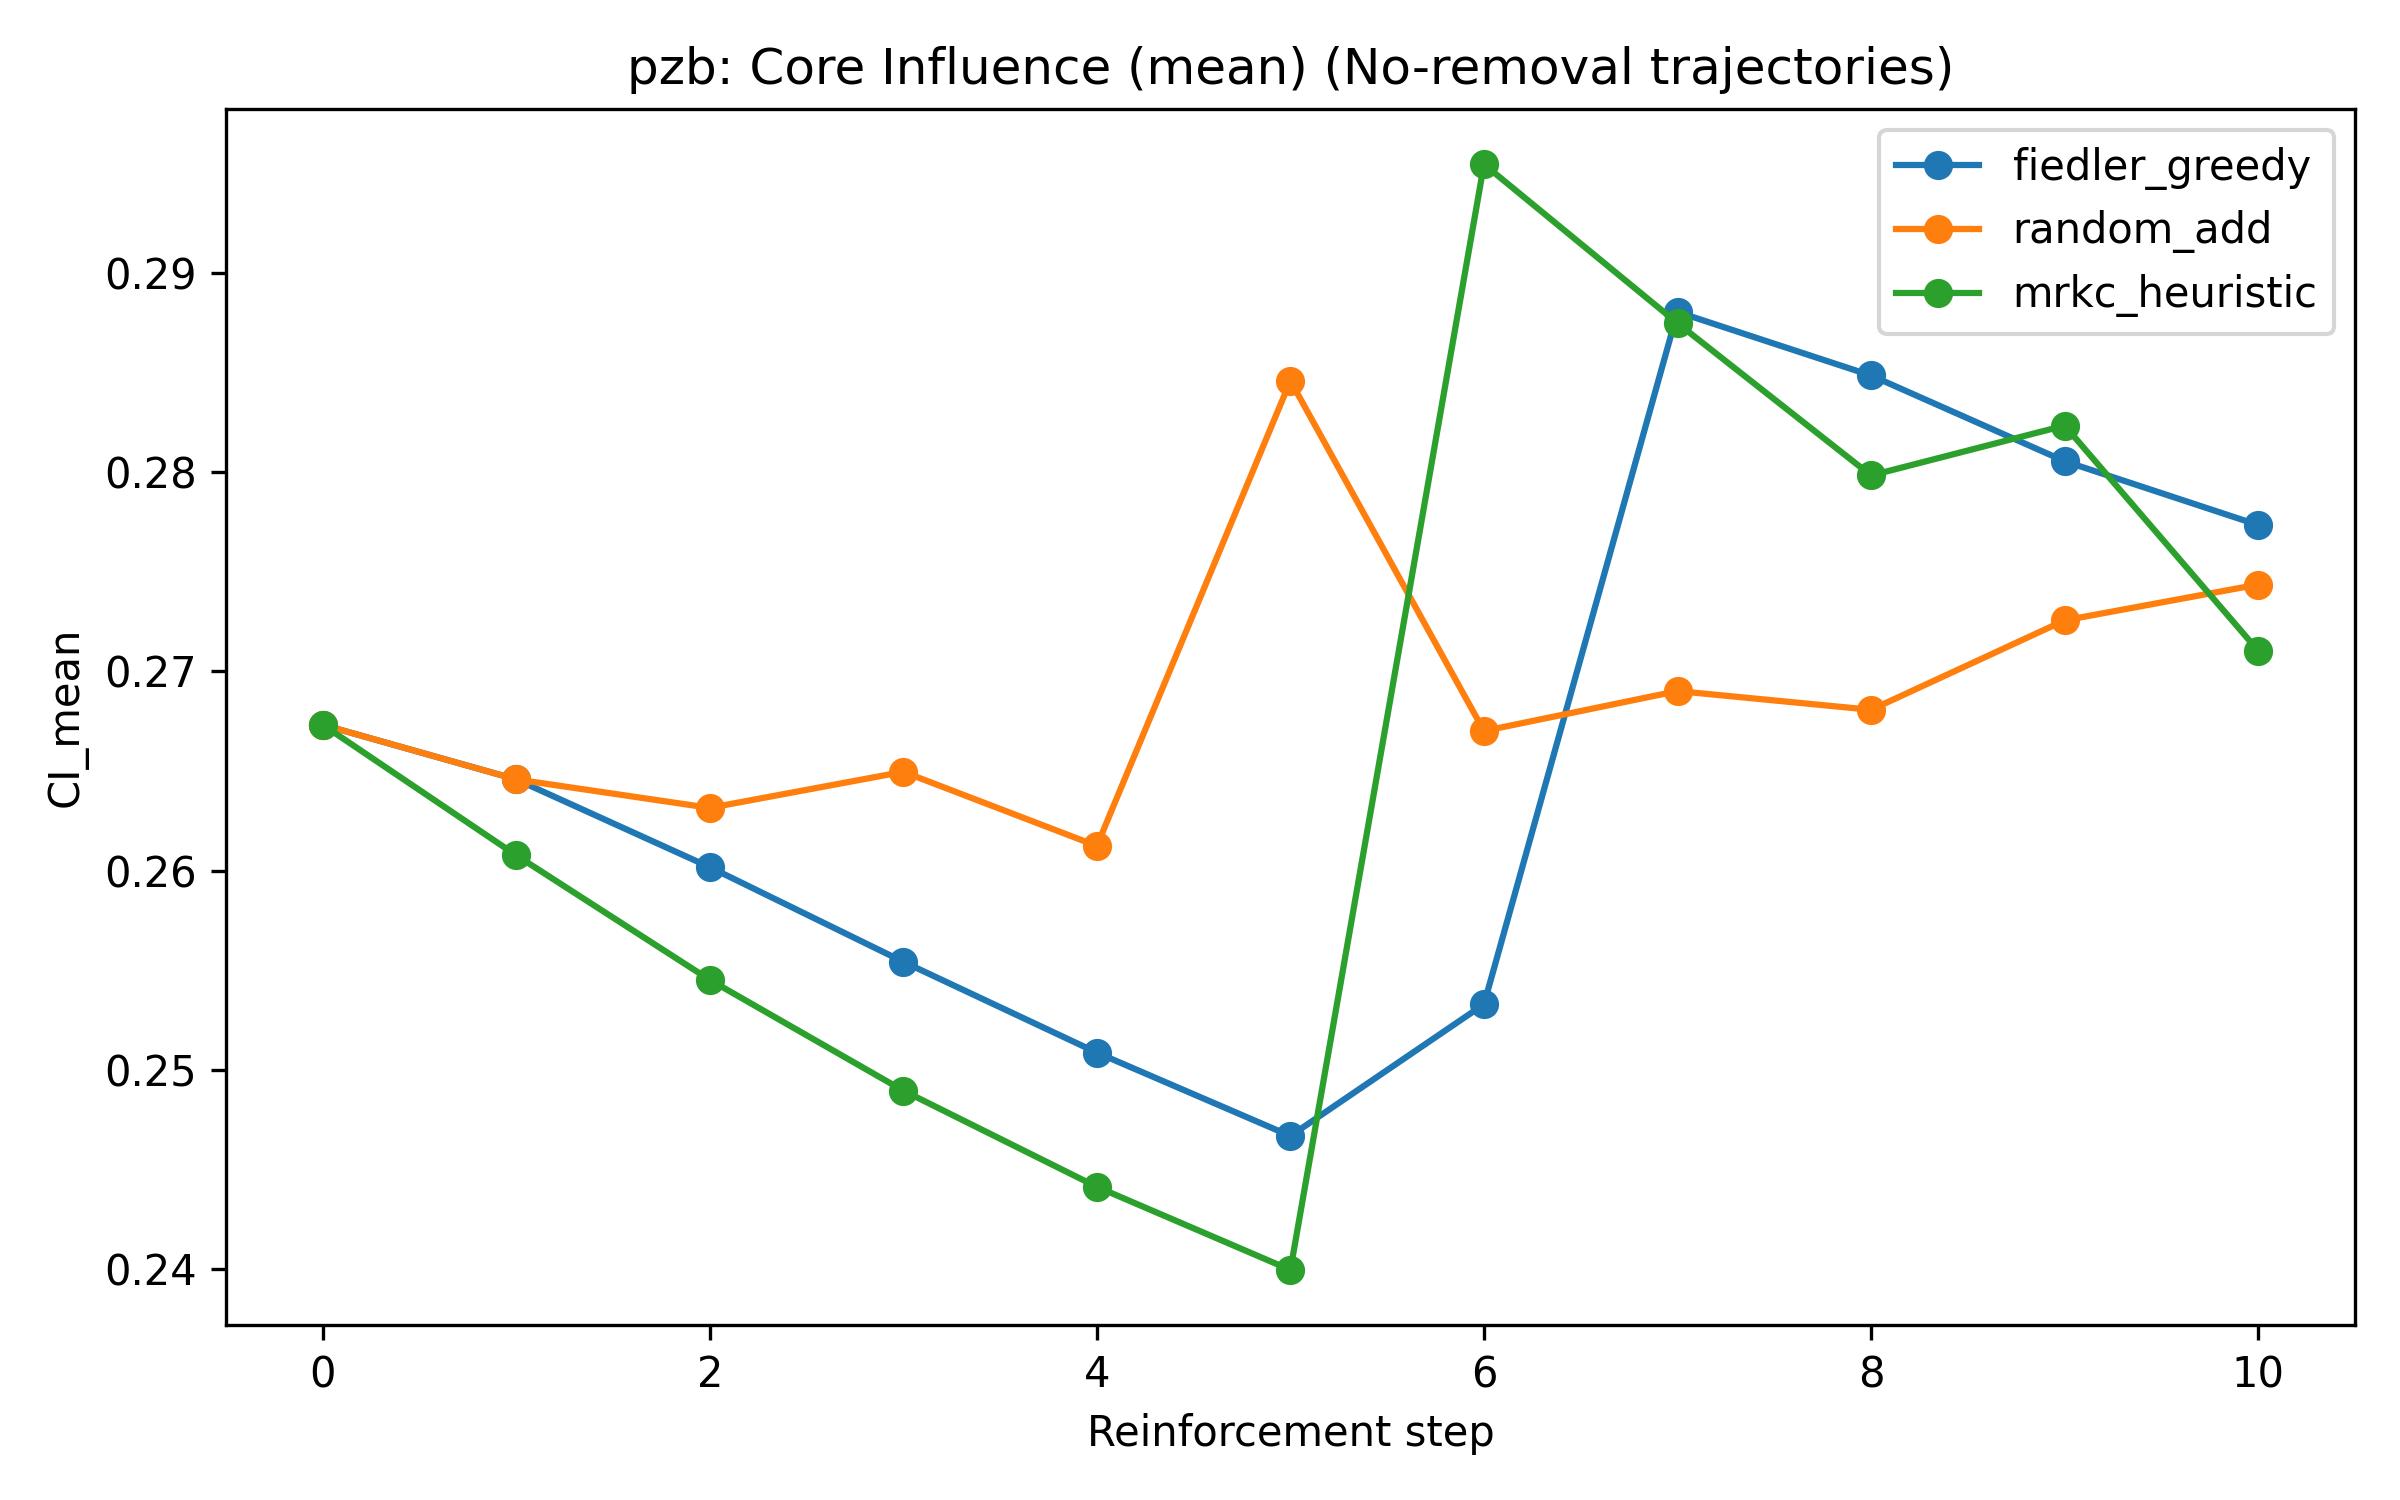 pzb: Core Influence (mean) (No-removal trajectories)
fiedler_greedy
random_add
mrkc_heuristic
CI_mean
0.29
0.28
0.27
0.26
0.25
0.24
0 2 4 6 8 10
Reinforcement step